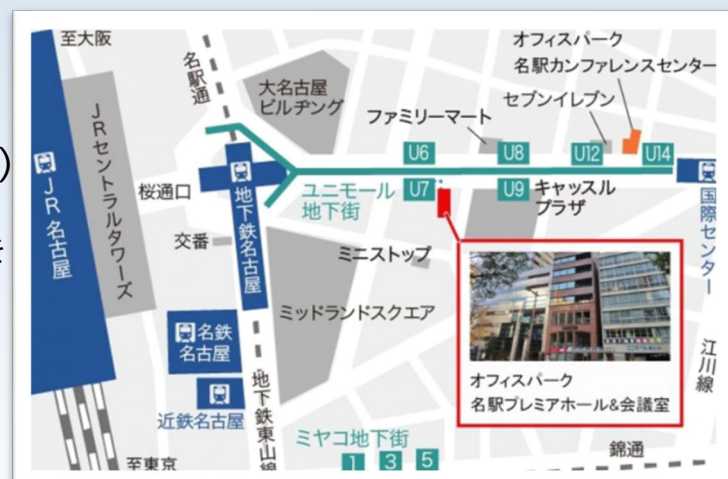 至大阪
名駅通
オフィスパーク
名駅カンファレンスセンター
大名古屋
ビルヂング
セブンイレブン
ファミリーマート
JRセントラルタワーズ
)
U6
U8
U12
U14
JR名古屋
桜通口
地下鉄名古屋
ユニモール
地下街
U7
U9
キャッスル
プラザ
国際センター
交番
ミニストップ
ミッドランドスクエア
名鉄
名古屋
江川線
オフィスパーク
名駅プレミアホール&会議室
近鉄名古屋
地下鉄東山線
ミヤコ地下街
1
3
5
錦通
至東京